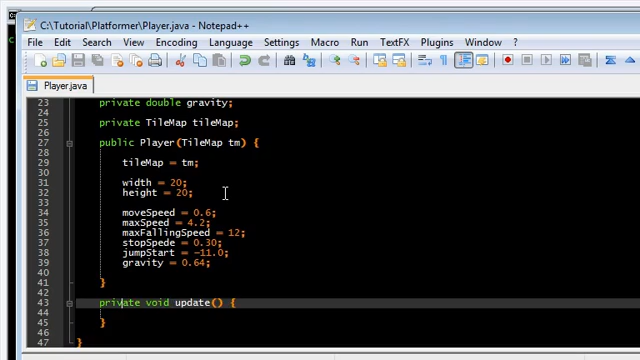 C:\Tutorial\Platformer\Player.java - Notepad++
File Edit Search View Encoding Language Settings Macro Run TextFX Plugins Window ?
Player.java
23 private double gravity;
24
25 private TileMap tileMap;
26
27 public Player(TileMap tm) {
28
29 tileMap = tm;
30
31 width = 20;
32 height = 20;
33
34 moveSpeed = 0.6;
35 maxSpeed = 4.2;
36 maxFallingSpeed = 12;
37 stopSpede = 0.30;
38 jumpStart = -11.0;
39 gravity = 0.64;
40
41 }
42
43 private void update() {
44
45 }
46
47 }